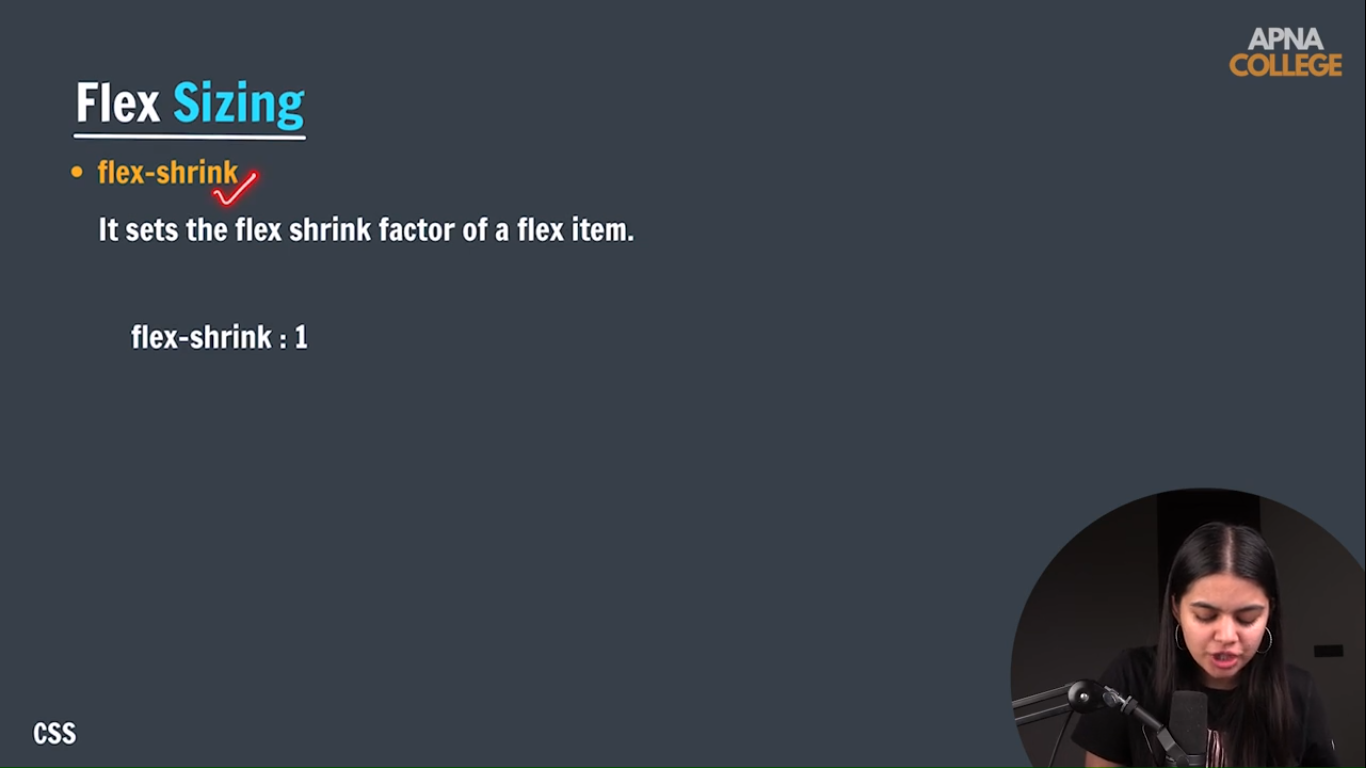 APNA
COLLEGE
Flex Sizing
• flex-shrink
It sets the flex shrink factor of a flex item.
flex-shrink : 1
CSS